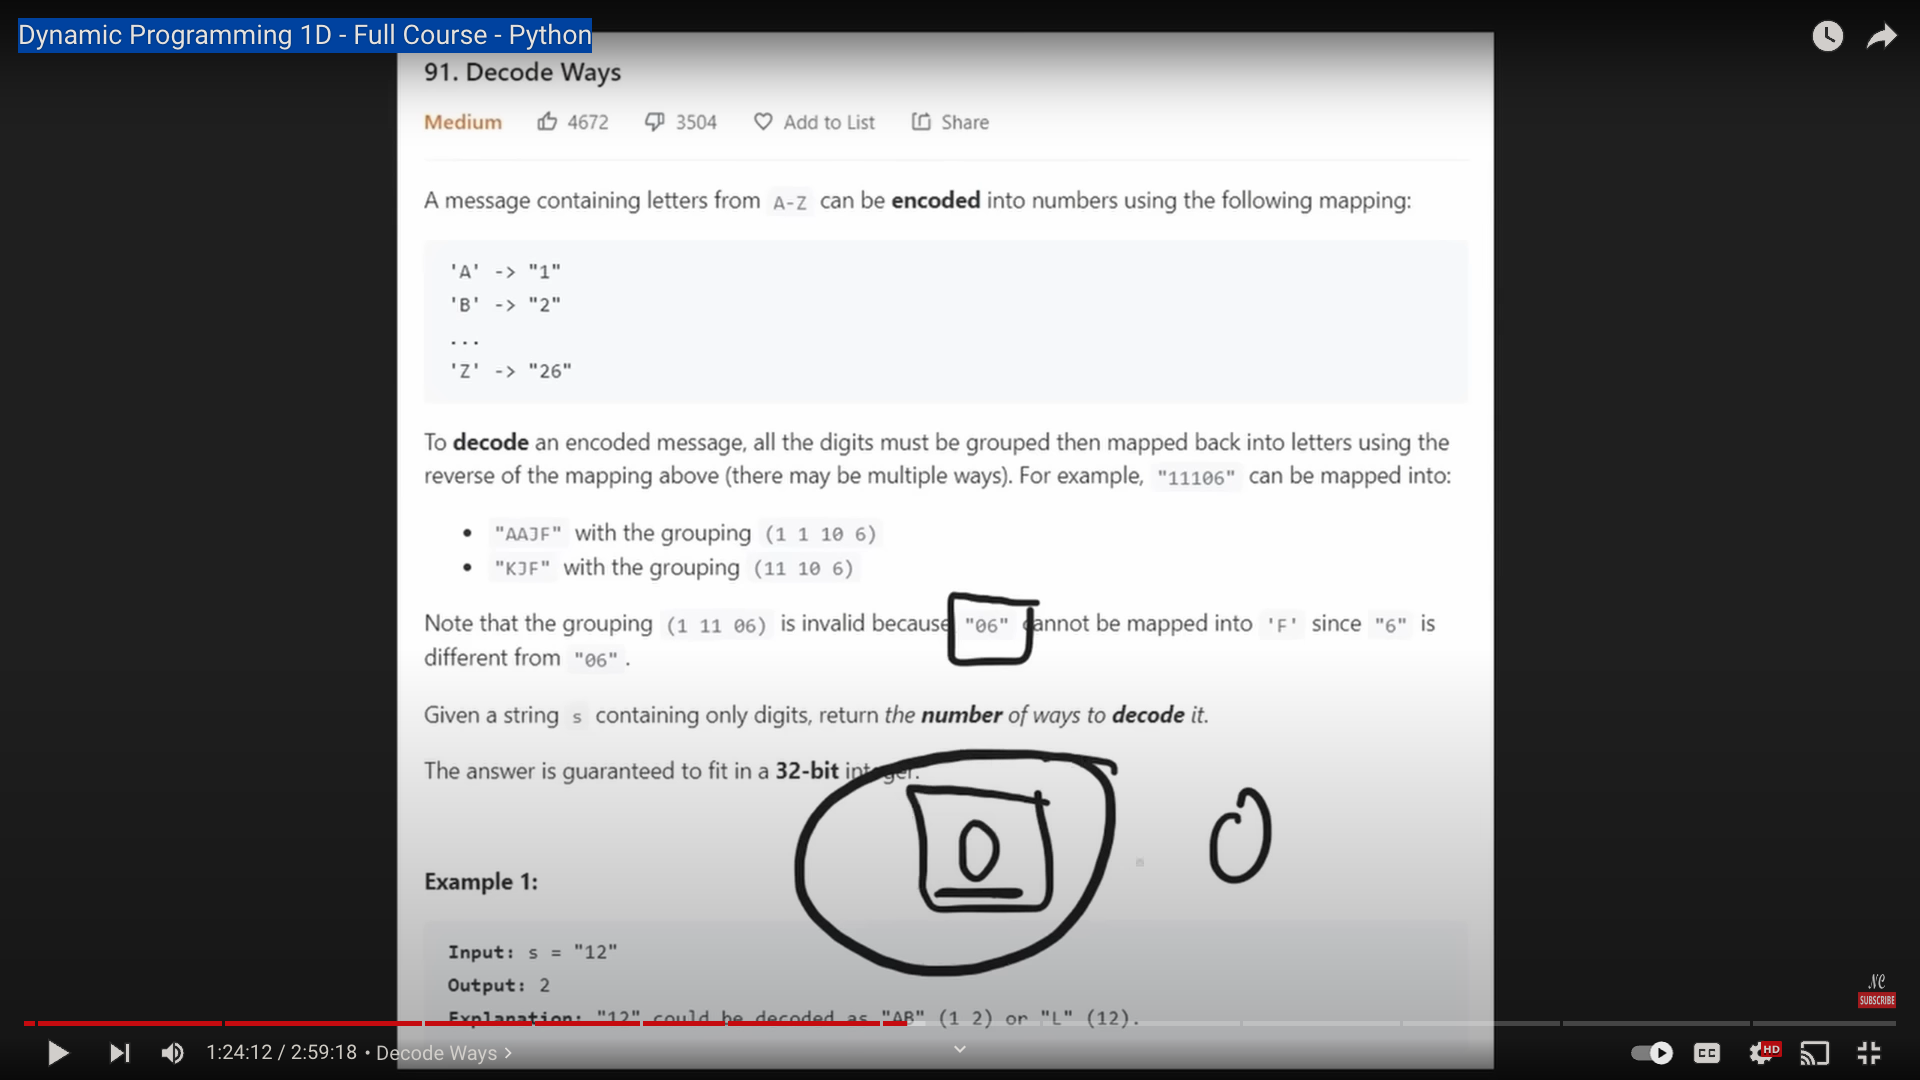 Dynamic Programming 1D - Full Course - Python
91. Decode Ways
Medium 4672 3504 Add to List Share
A message containing letters from A-Z can be encoded into numbers using the following mapping:
'A' -> "1"
'B' -> "2"
...
'Z' -> "26"
To decode an encoded message, all the digits must be grouped then mapped back into letters using the
reverse of the mapping above (there may be multiple ways). For example, "11106" can be mapped into:
• "AAJF" with the grouping (1 1 10 6)
• "KJF" with the grouping (11 10 6)
Note that the grouping (1 11 06) is invalid because "06" cannot be mapped into 'F' since "6" is
different from "06".
Given a string s containing only digits, return the number of ways to decode it.
The answer is guaranteed to fit in a 32-bit integer.
0 0
Example 1:
Input: s = "12"
Output: 2
Explanation: "12" could be decoded as "AB" (1 2) or "L" (12).
NC
SUBSCRIBE
1:24:12 / 2:59:18 • Decode Ways >
CC HD